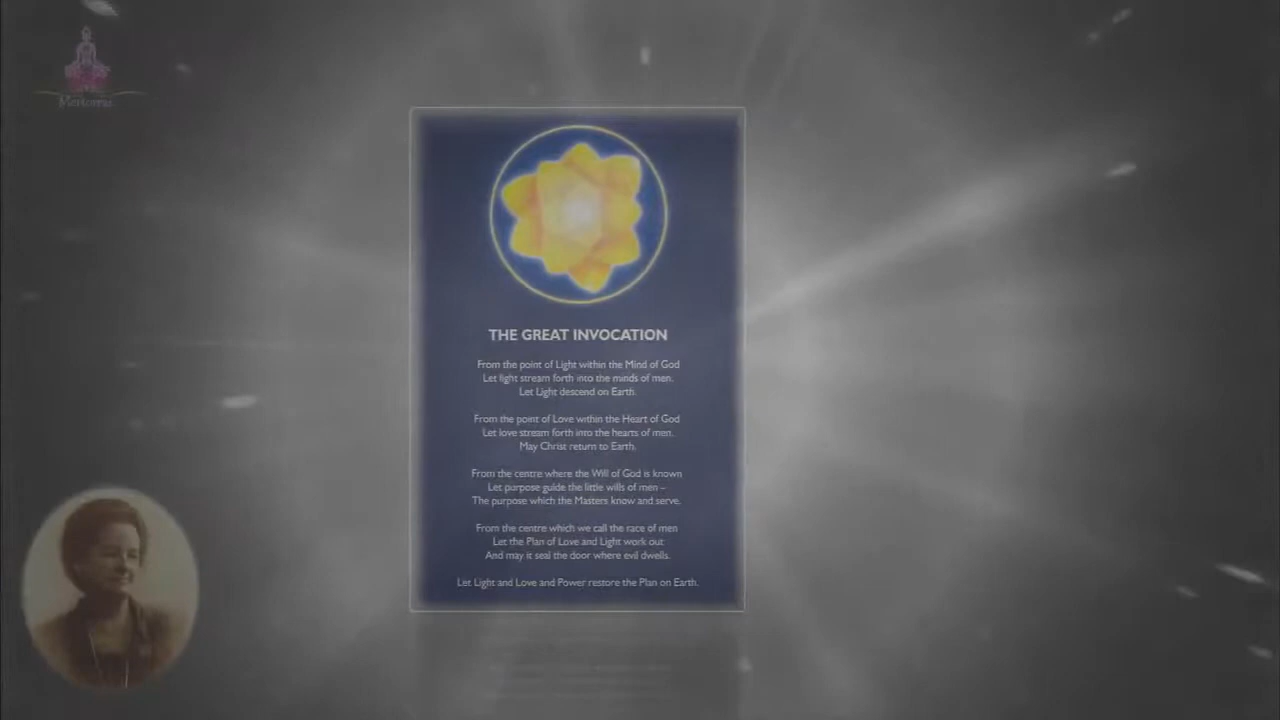 THE GREAT INVOCATION
From the point of Light within the Mind of God
Let light stream forth into the minds of men.
Let Light descend on Earth.
From the point of Love within the Heart of God
Let love stream forth into the hearts of men.
May Christ return to Earth.
From the centre where the Will of God is known
Let purpose guide the little wills of men –
The purpose which the Masters know and serve.
From the centre which we call the race of men
Let the Plan of Love and Light work out
And may it seal the door where evil dwells.
Let Light and Love and Power restore the Plan on Earth.